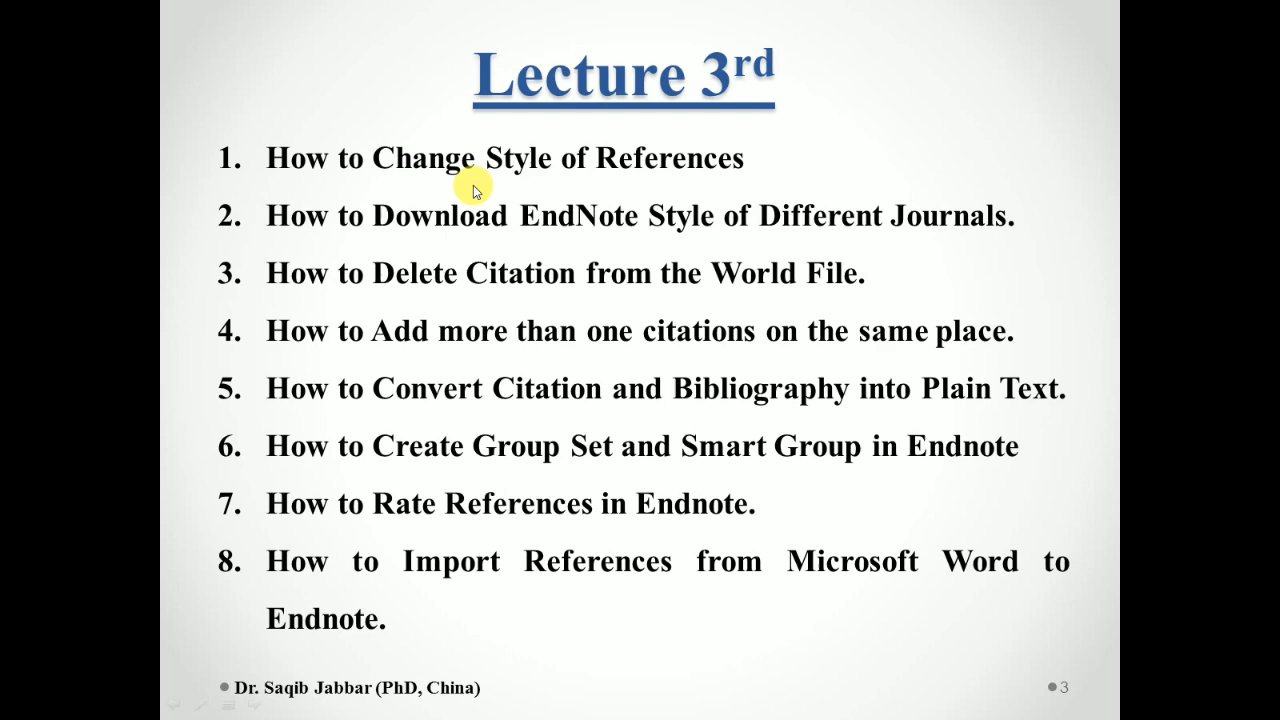 Lecture 3rd
1. How to Change Style of References
2. How to Download EndNote Style of Different Journals.
3. How to Delete Citation from the World File.
4. How to Add more than one citations on the same place.
5. How to Convert Citation and Bibliography into Plain Text.
6. How to Create Group Set and Smart Group in Endnote
7. How to Rate References in Endnote.
8. How to Import References from Microsoft Word to
Endnote.
Dr. Saqib Jabbar (PhD, China)
3